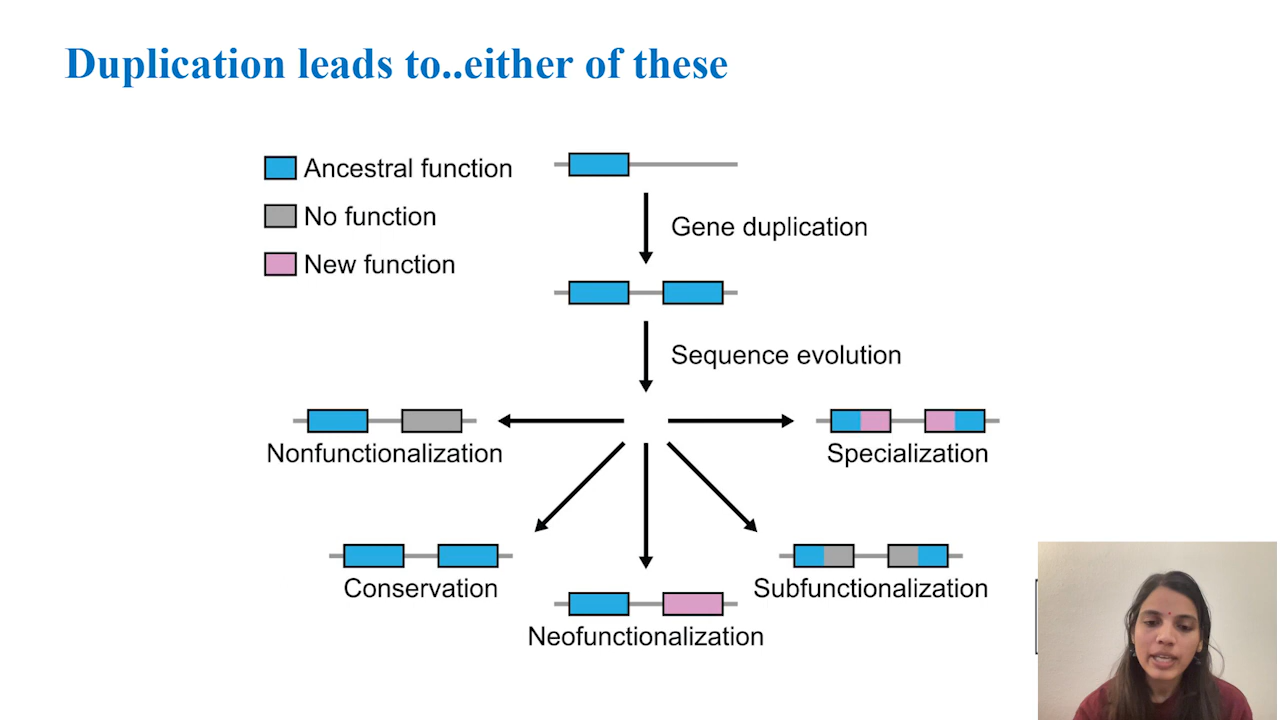 Duplication leads to..either of these
Ancestral function
No function
New function
Gene duplication
Sequence evolution
Nonfunctionalization
Specialization
Conservation
Subfunctionalization
Neofunctionalization